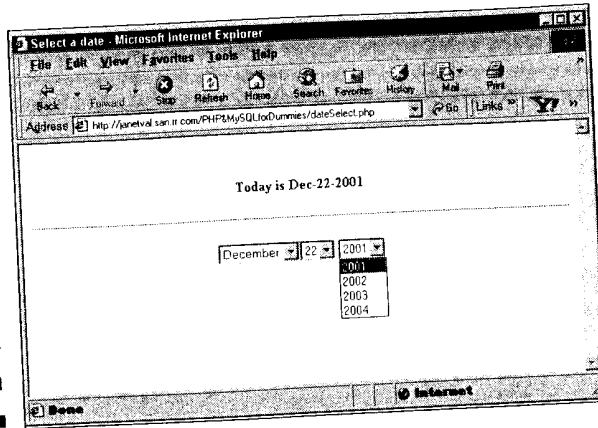 Select a date - Microsoft Internet Explorer
File Edit View Favorites Tools Help
Back Forward Stop Refresh Home Search Favorites History Mail Print
Address http://janetval.san.rr.com/PHP&MySQLforDummies/dateSelect.php Go Links »
Today is Dec-22-2001
December 22 2001
2001
2002
2003
2004
Done Internet